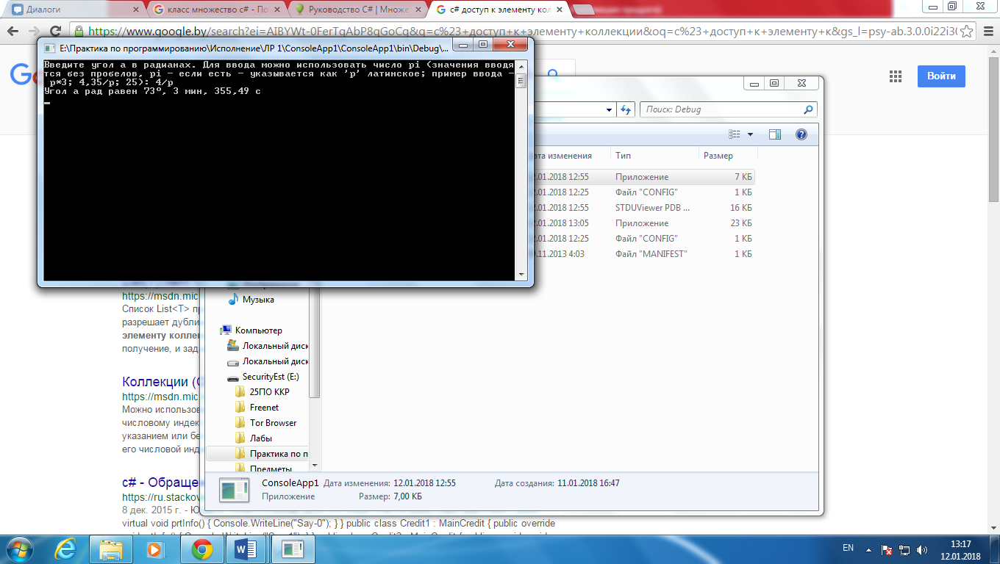 Диалоги
класс множество c# - По
Руководство C# | Множе
c# доступ к элементу кол
https://www.google.by/search?ei=AIBYWt-0FerTgAbP8qGoCg&q=c%23+доступ+к+элементу+коллекции&oq=c%23+доступ+к+элементу+к&gs_l=psy-ab.3.0.0i22i30
E:\Практика по программированию\Исполнение\ЛР 1\ConsoleApp1\ConsoleApp1\bin\Debug\...
Введите угол a в радианах. Для ввода можно использовать число pi (значения вводя
тся без пробелов, pi - если есть - указывается как 'p' латинское; пример ввода -
p*3; 4,35/p; 25): 4/p
Угол a рад равен 73°, 3 мин, 355,49 с
Войти
Поиск: Debug
та изменения Тип Размер
.01.2018 12:55 Приложение 7 КБ
.01.2018 12:25 Файл "CONFIG" 1 КБ
.01.2018 12:55 STDUViewer PDB ... 16 КБ
.01.2018 13:05 Приложение 23 КБ
.01.2018 12:25 Файл "CONFIG" 1 КБ
.11.2013 4:03 Файл "MANIFEST" 1 КБ
Музыка
Компьютер
Локальный диск
Локальный диск
SecurityEst (E:)
25ПО ККР
Freenet
Tor Browser
Лабы
Практика по п
Предметы
https://msdn.mic
Список List<T> пр
разрешает дубли
элементу коллек
получение, и зад
Коллекции (C
https://msdn.mic
Можно использов
числовому индек
указанием или бе
его числовой инд
c# - Обраще
https://ru.stackov
8 дек. 2015 г. - Ю
virtual void prtInfo() { Console.WriteLine("Say-0"); } } public class Credit1 : MainCredit { public override
ConsoleApp1 Дата изменения: 12.01.2018 12:55 Дата создания: 11.01.2018 16:47
Приложение Размер: 7,00 КБ
EN
13:17
12.01.2018